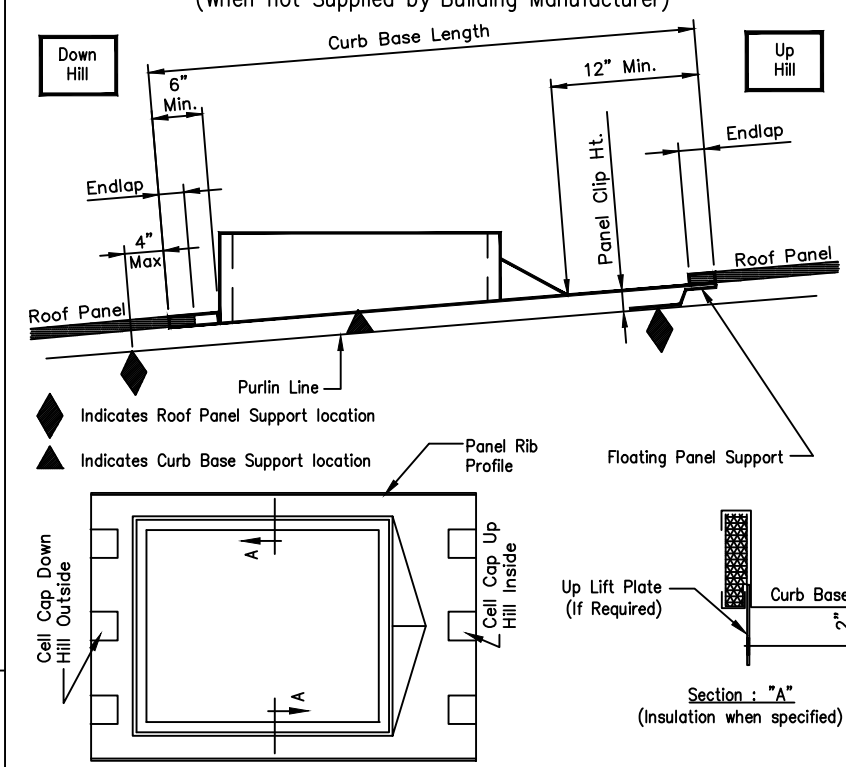 (When not Supplied by Building Manufacturer)
Down
Hill
Curb Base Length
Up
Hill
6"
Min.
12" Min.
Endlap
Endlap
Panel Clip Ht.
4"
Max
Roof Panel
Roof Panel
Purlin Line
Indicates Roof Panel Support location
Indicates Curb Base Support location
Panel Rib
Profile
Floating Panel Support
Cell Cap Down
Hill Outside
A
A
Cell Cap Up
Hill Inside
Up Lift Plate
(If Required)
Curb Base
2"
Section : "A"
(Insulation when specified)